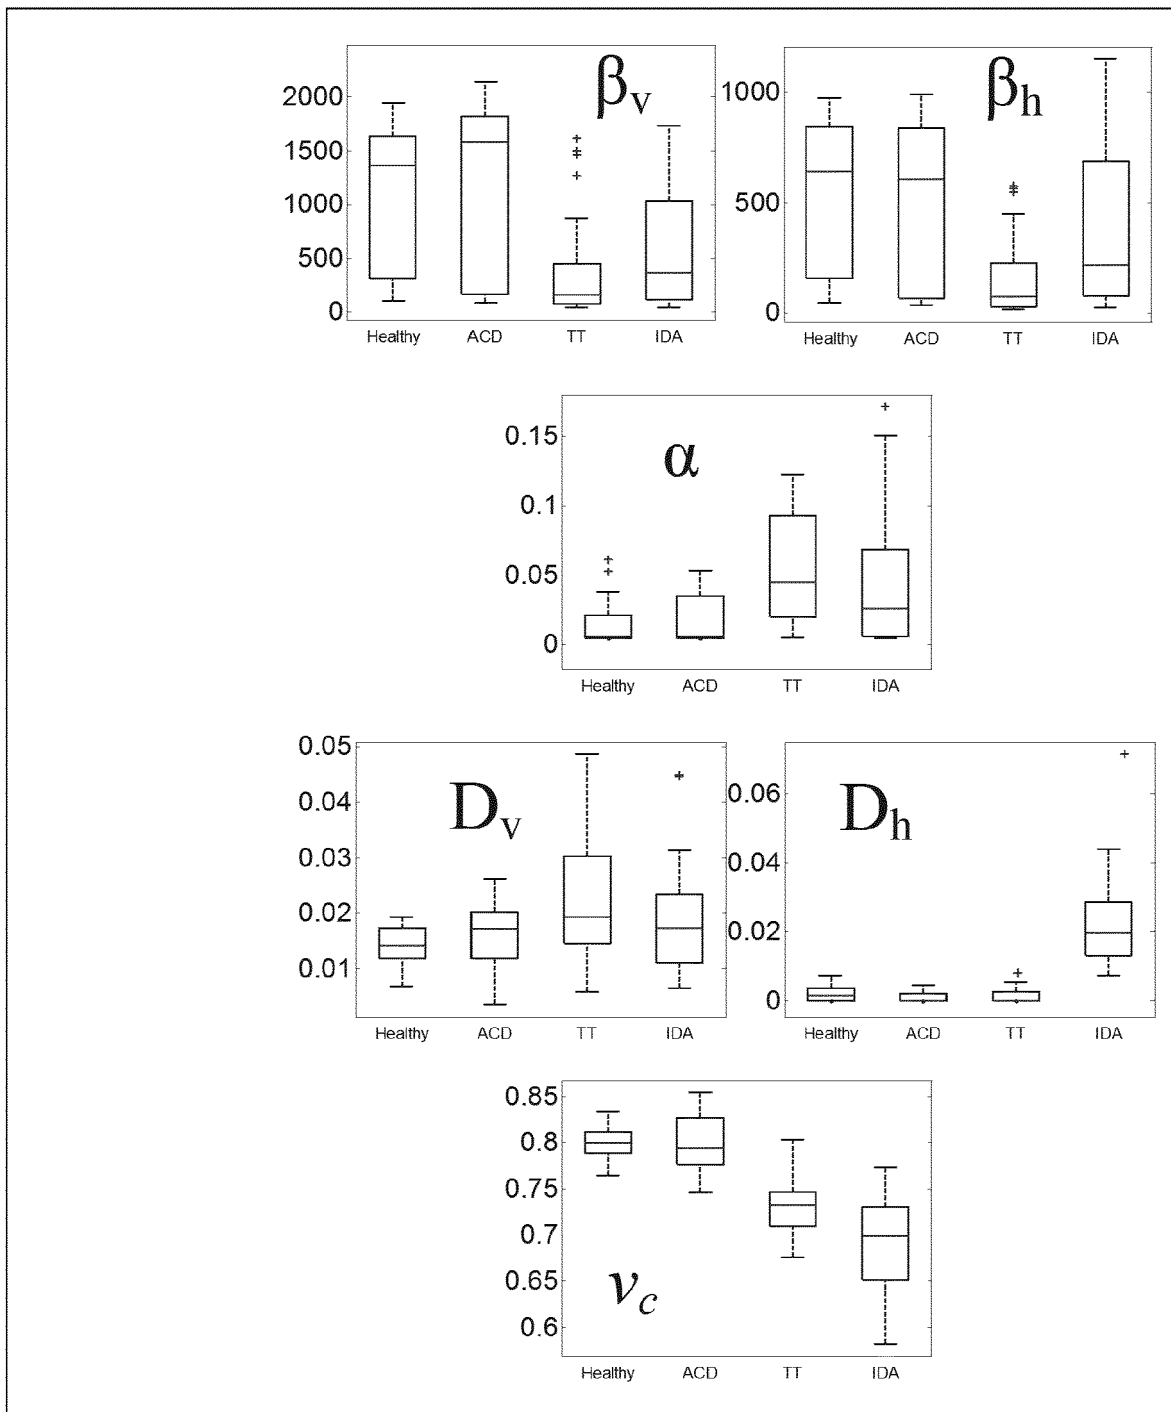 βv
2000
1500
1000
500
0
Healthy ACD TT IDA
βh
1000
500
0
Healthy ACD TT IDA
α
0.15
0.1
0.05
0
Healthy ACD TT IDA
Dv
0.05
0.04
0.03
0.02
0.01
Healthy ACD TT IDA
Dh
0.06
0.04
0.02
0
Healthy ACD TT IDA
0.85
0.8
0.75
0.7
0.65
0.6
νc
Healthy ACD TT IDA